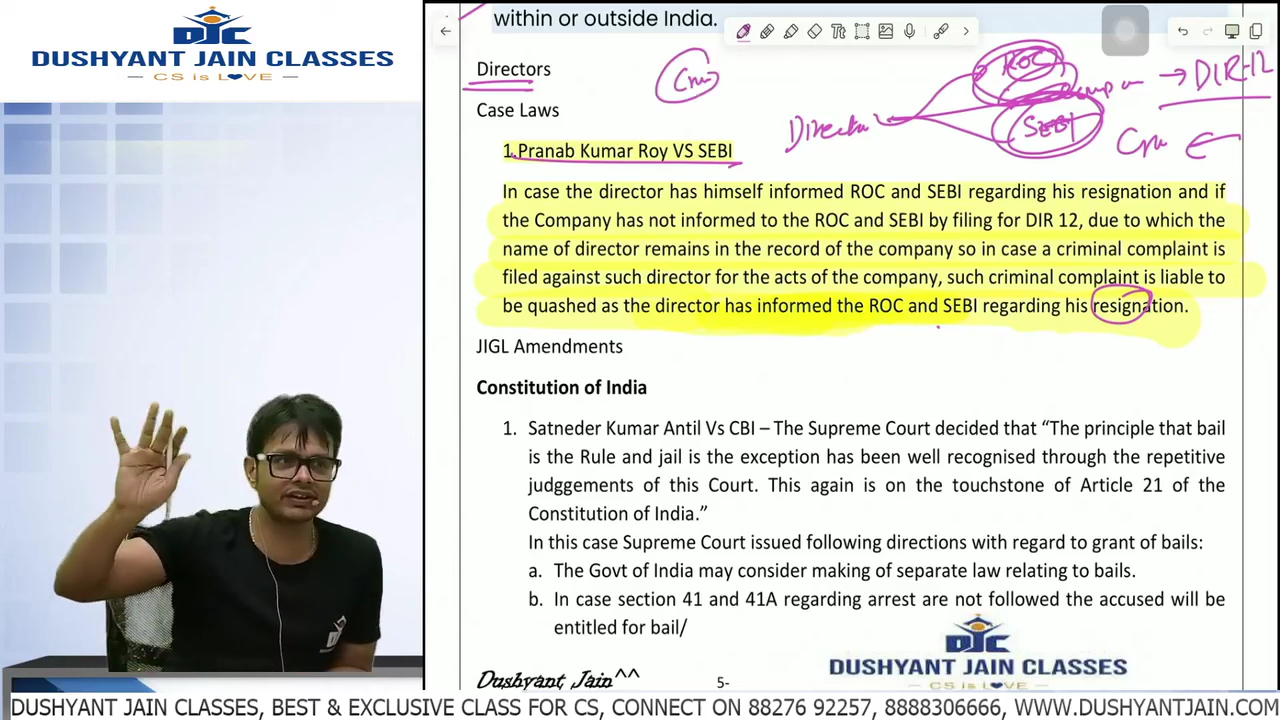 DUSHYANT JAIN CLASSES
CS is LOVE
within or outside India.
Directors
Case Laws
1.Pranab Kumar Roy VS SEBI
In case the director has himself informed ROC and SEBI regarding his resignation and if
the Company has not informed to the ROC and SEBI by filing for DIR 12, due to which the
name of director remains in the record of the company so in case a criminal complaint is
filed against such director for the acts of the company, such criminal complaint is liable to
be quashed as the director has informed the ROC and SEBI regarding his resignation.
ROC
→ DIR-12
Director
SEBI
JIGL Amendments
Constitution of India
1. Satneder Kumar Antil Vs CBI – The Supreme Court decided that “The principle that bail
is the Rule and jail is the exception has been well recognised through the repetitive
judggements of this Court. This again is on the touchstone of Article 21 of the
Constitution of India.”
In this case Supreme Court issued following directions with regard to grant of bails:
a. The Govt of India may consider making of separate law relating to bails.
b. In case section 41 and 41A regarding arrest are not followed the accused will be
entitled for bail/
DUSHYANT JAIN CLASSES
CS is LOVE
Dushyant Jain^^
5-
DUSHYANT JAIN CLASSES, BEST & EXCLUSIVE CLASS FOR CS, CONNECT ON 88276 92257, 8888306666, WWW.DUSHYANTJAIN.COM